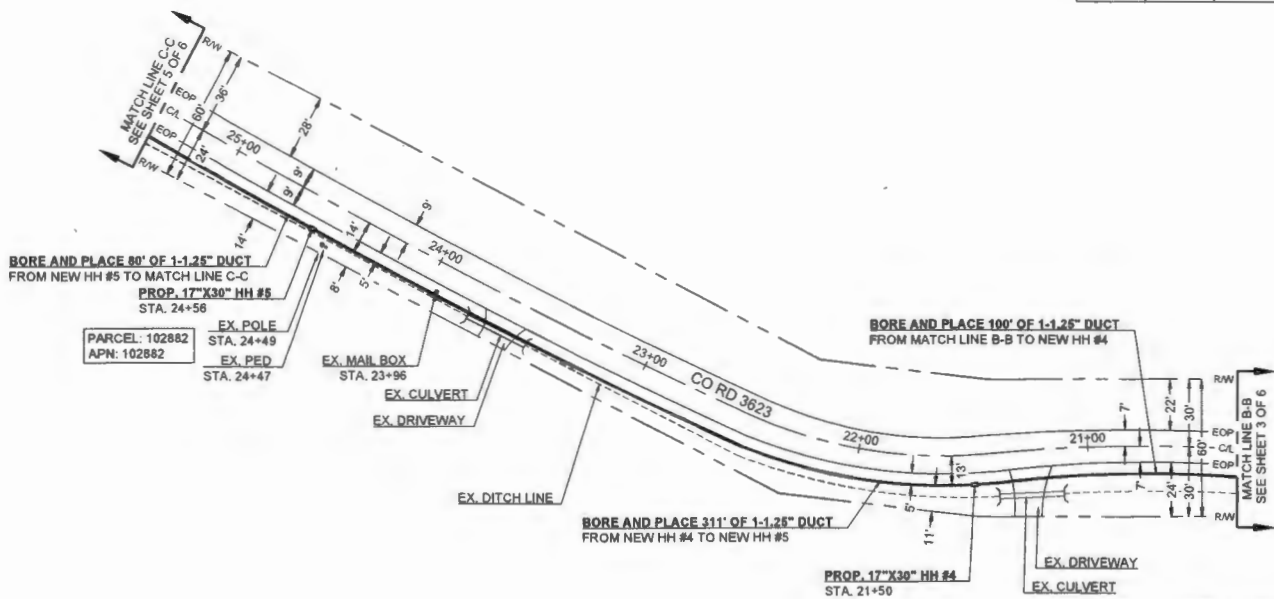 MATCH LINE C-C
SEE SHEET 5 OF 6
R/W
EOP
C/L
EOP
R/W
60'
36'
24'
28'
25+00
9'
9'
14'
9'
14'
24+00
8'
5'
BORE AND PLACE 80' OF 1-1.25" DUCT
FROM NEW HH #5 TO MATCH LINE C-C
PROP. 17"X30" HH #5
STA. 24+56
EX. POLE
STA. 24+49
PARCEL: 102882
APN: 102882
EX. PED
STA. 24+47
EX. MAIL BOX
STA. 23+96
EX. CULVERT
EX. DRIVEWAY
EX. DITCH LINE
23+00
CO RD 3623
BORE AND PLACE 100' OF 1-1.25" DUCT
FROM MATCH LINE B-B TO NEW HH #4
22+00
21+00
13'
5'
11'
7'
7'
22'
30'
60'
24'
30'
R/W
EOP
C/L
EOP
R/W
MATCH LINE B-B
SEE SHEET 3 OF 6
BORE AND PLACE 311' OF 1-1.25" DUCT
FROM NEW HH #4 TO NEW HH #5
PROP. 17"X30" HH #4
STA. 21+50
EX. DRIVEWAY
EX. CULVERT